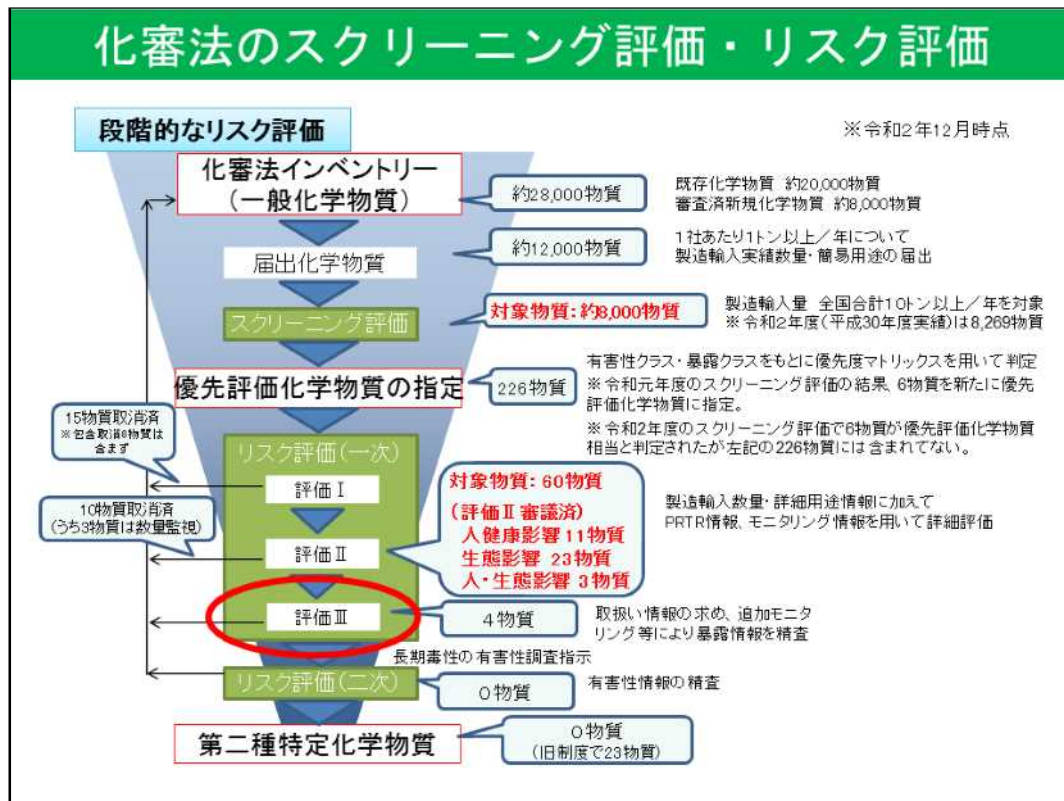 化審法のスクリーニング評価・リスク評価
段階的なリスク評価
※令和2年12月時点
化審法インベントリー
(一般化学物質)
約28,000物質
既存化学物質 約20,000物質
審査済新規化学物質 約8,000物質
届出化学物質
約12,000物質
1社あたり1トン以上/年について
製造輸入実績数量・簡易用途の届出
スクリーニング評価
対象物質:約8,000物質
製造輸入量 全国合計10トン以上/年を対象
※令和2年度(平成30年度実績)は8,269物質
優先評価化学物質の指定
226物質
有害性クラス・暴露クラスをもとに優先度マトリックスを用いて判定
※令和元年度のスクリーニング評価の結果、6物質を新たに優先
評価化学物質に指定。
※令和2年度のスクリーニング評価で6物質が優先評価化学物質
相当と判定されたが左記の226物質には含まれてない。
15物質取消済
含まず
リスク評価(一次)
評価Ⅰ
10物質取消済
(うち3物質は数量監視)
対象物質:60物質
(評価Ⅱ審議済)
人健康影響 11物質
生態影響 23物質
人・生態影響 3物質
製造輸入数量・詳細用途情報に加えて
PRTR情報、モニタリング情報を用いて詳細評価
評価Ⅱ
評価Ⅲ
4物質
取扱い情報の求め、追加モニタ
リング等により暴露情報を精査
長期毒性の有害性調査指示
リスク評価(二次)
0物質
有害性情報の精査
第二種特定化学物質
0物質
(旧制度で23物質)